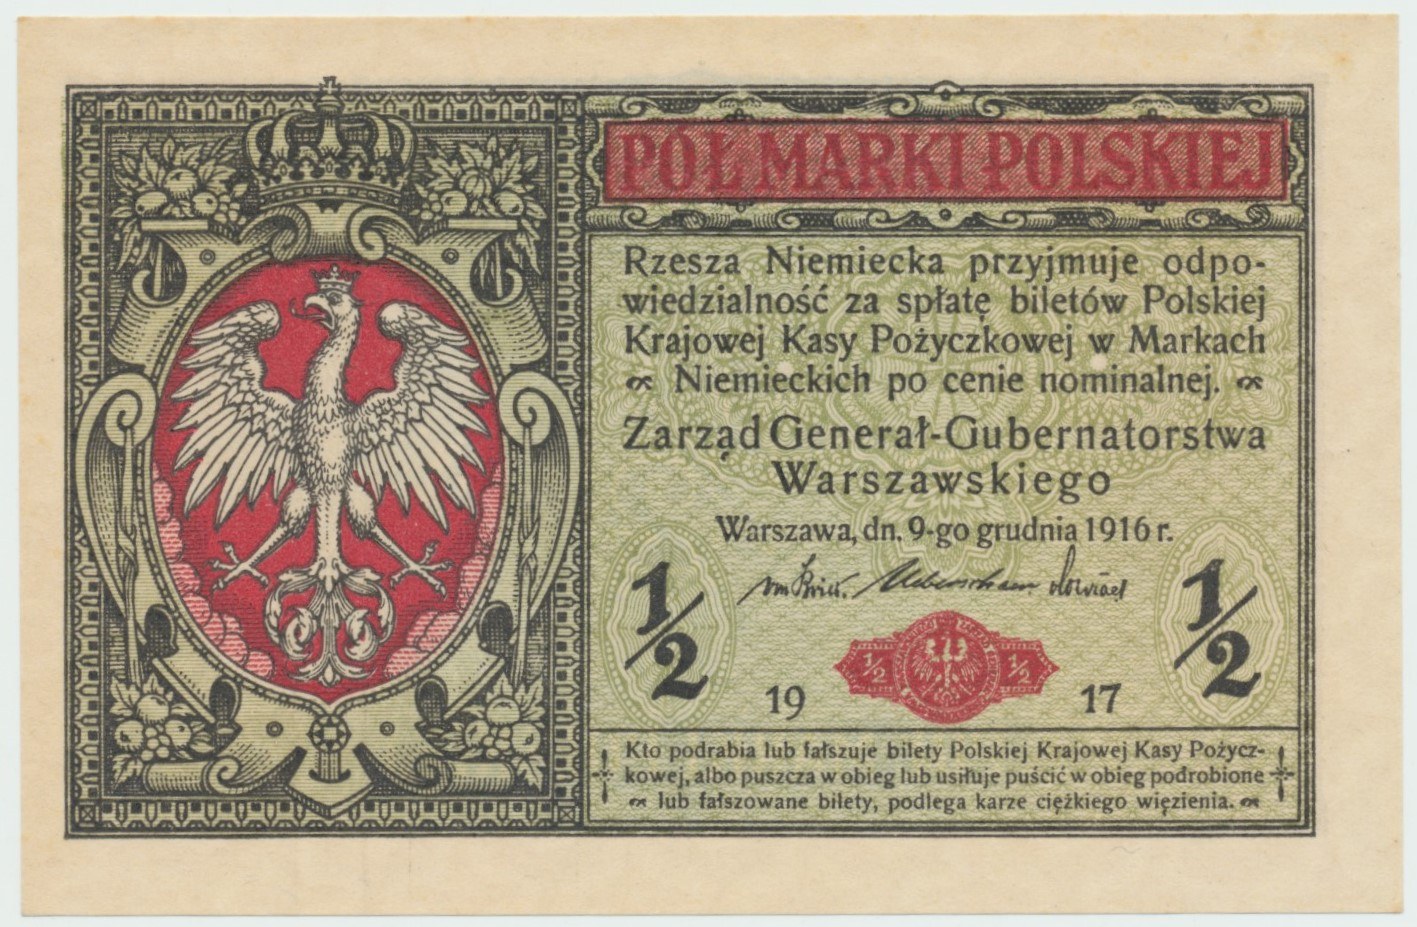 PÓŁ MARKI POLSKIEJ
Rzesza Niemiecka przyjmuje odpo-
wiedzialność za spłatę biletów Polskiej
Krajowej Kasy Pożyczkowej w Markach
Niemieckich po cenie nominalnej.
Zarząd Generał-Gubernatorstwa
Warszawskiego
Warszawa, dn. 9-go grudnia 1916 r.
1/2 1/2
1/2 1/2
19 17
Kto podrabia lub fałszuje bilety Polskiej Krajowej Kasy Pożycz-
kowej, albo puszcza w obieg lub usiłuje puścić w obieg podrobione
lub fałszowane bilety, podlega karze ciężkiego więzienia.